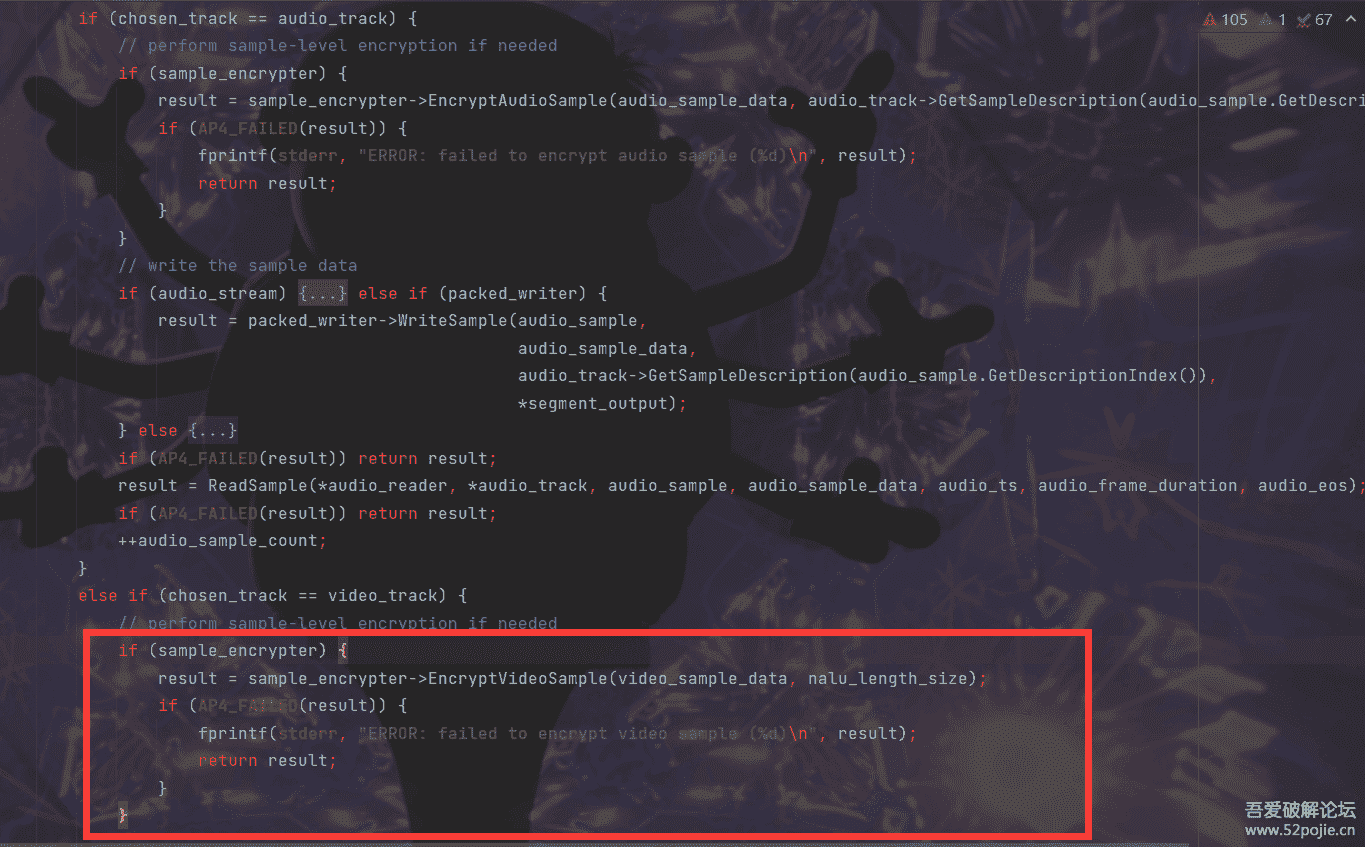 if (chosen_track == audio_track) {
105 1 67
// perform sample-level encryption if needed
if (sample_encrypter) {
result = sample_encrypter->EncryptAudioSample(audio_sample_data, audio_track->GetSampleDescription(audio_sample.GetDescri
if (AP4_FAILED(result)) {
fprintf(stderr, "ERROR: failed to encrypt audio sample (%d)\n", result);
return result;
}
}
// write the sample data
if (audio_stream) {...} else if (packed_writer) {
result = packed_writer->WriteSample(audio_sample,
audio_sample_data,
audio_track->GetSampleDescription(audio_sample.GetDescriptionIndex()),
*segment_output);
} else {...}
if (AP4_FAILED(result)) return result;
result = ReadSample(*audio_reader, *audio_track, audio_sample, audio_sample_data, audio_ts, audio_frame_duration, audio_eos);
if (AP4_FAILED(result)) return result;
++audio_sample_count;
}
else if (chosen_track == video_track) {
// perform sample-level encryption if needed
if (sample_encrypter) {
result = sample_encrypter->EncryptVideoSample(video_sample_data, nalu_length_size);
if (AP4_FAILED(result)) {
fprintf(stderr, "ERROR: failed to encrypt video sample (%d)\n", result);
return result;
}
}
吾爱破解论坛
www.52pojie.cn